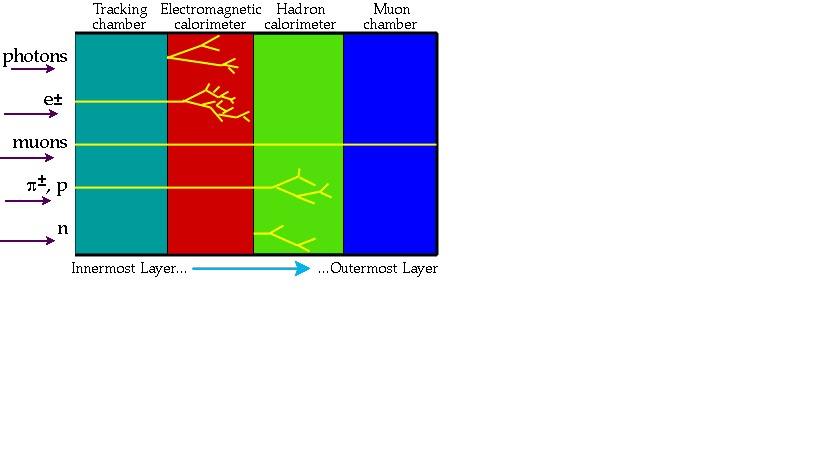 Tracking Electromagnetic Hadron Muon
chamber calorimeter calorimeter chamber
photons
e±
muons
π±, p
n
Innermost Layer... ...Outermost Layer